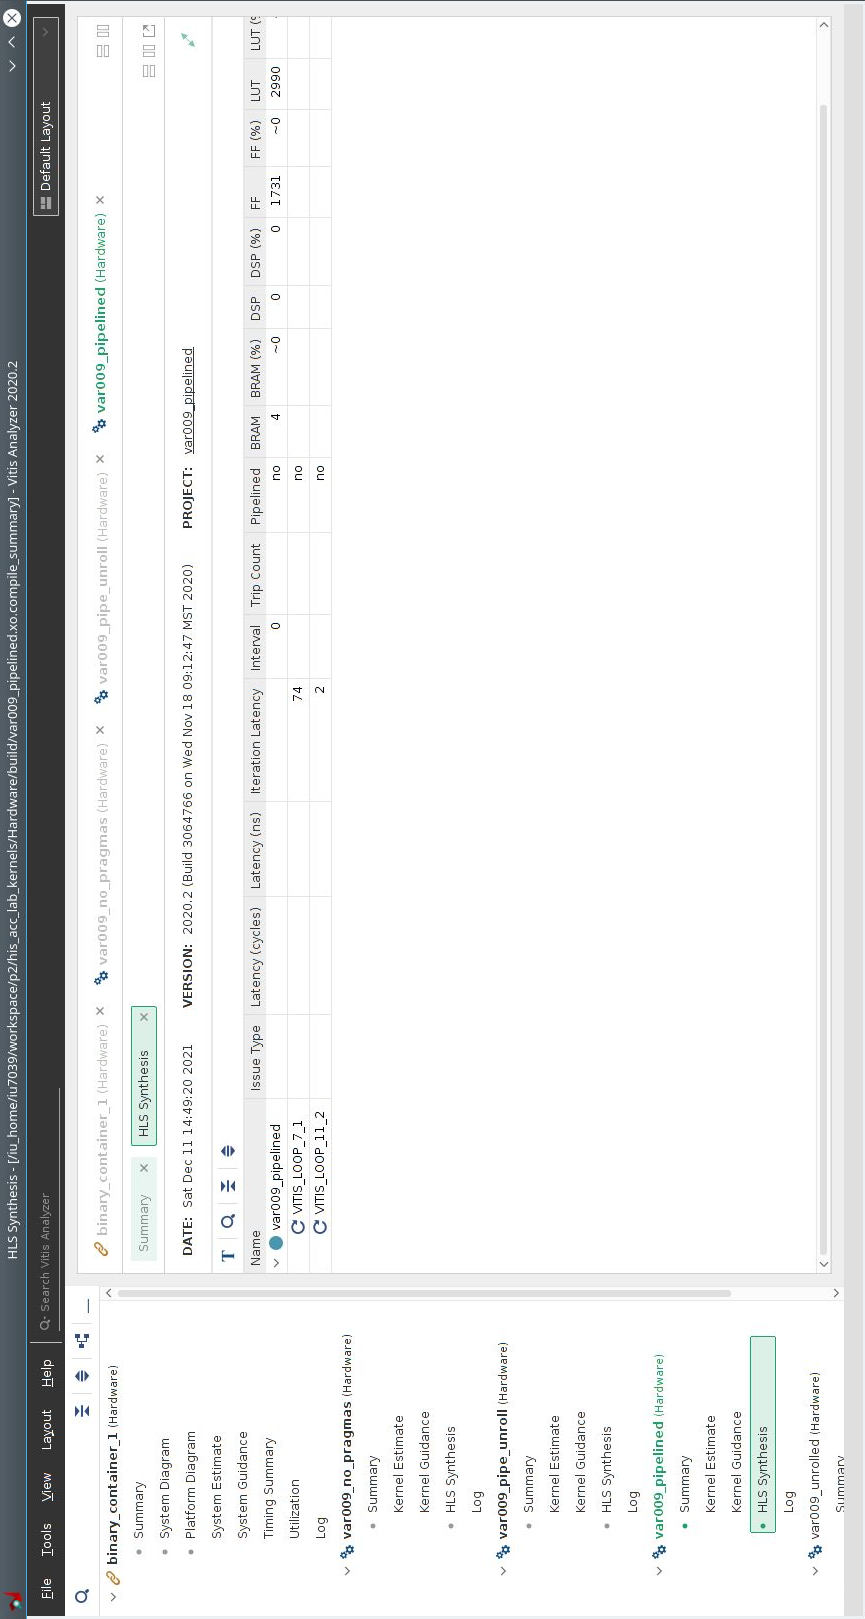 HLS Synthesis - [/iu_home/iu7039/workspace/p2/his_acc_lab_kernels/Hardware/build/var009_pipelined.xo.compile_summary] - Vitis Analyzer 2020.2
File Tools View Layout Help Search Vitis Analyzer Default Layout
binary_container_1 (Hardware)
Summary
System Diagram
Platform Diagram
System Estimate
System Guidance
Timing Summary
Utilization
Log
var009_no_pragmas (Hardware)
Summary
Kernel Estimate
Kernel Guidance
HLS Synthesis
Log
var009_pipe_unroll (Hardware)
Summary
Kernel Estimate
Kernel Guidance
HLS Synthesis
Log
var009_pipelined (Hardware)
Summary
Kernel Estimate
Kernel Guidance
HLS Synthesis
Log
var009_unrolled (Hardware)
Summary
binary_container_1 (Hardware) var009_no_pragmas (Hardware) var009_pipe_unroll (Hardware) var009_pipelined (Hardware)
Summary HLS Synthesis
DATE: Sat Dec 11 14:49:20 2021 VERSION: 2020.2 (Build 3064766 on Wed Nov 18 09:12:47 MST 2020) PROJECT: var009_pipelined
Name Issue Type Latency (cycles) Latency (ns) Iteration Latency Interval Trip Count Pipelined BRAM BRAM (%) DSP DSP (%) FF FF (%) LUT LUT
var009_pipelined 0 no 4 ~0 0 0 1731 ~0 2990
VITIS_LOOP_7_1 74 no
VITIS_LOOP_11_2 2 no